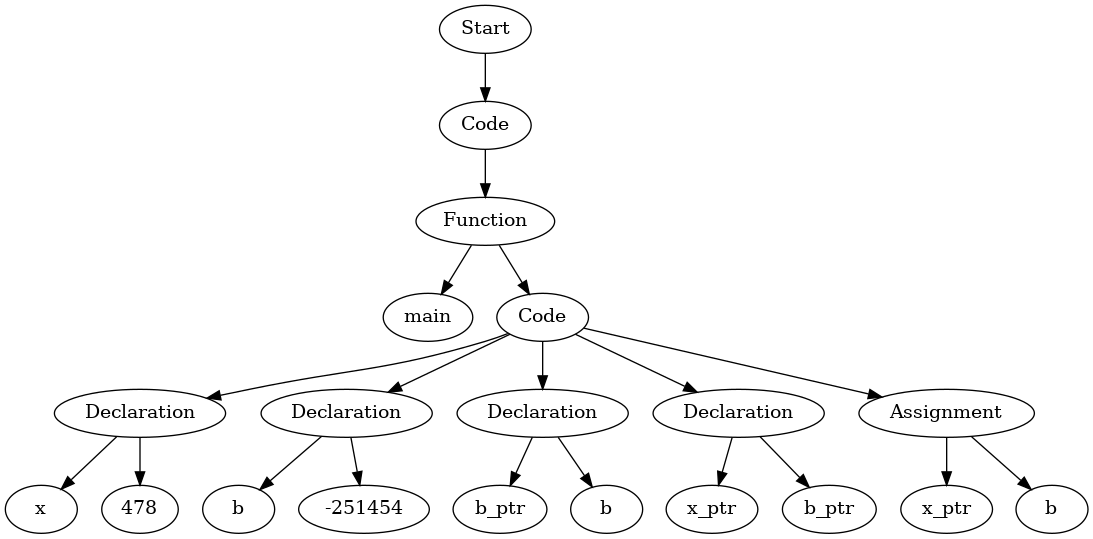 Start
Code
Function
main Code
Declaration Declaration Declaration Declaration Assignment
x 478 b -251454 b_ptr b x_ptr b_ptr x_ptr b